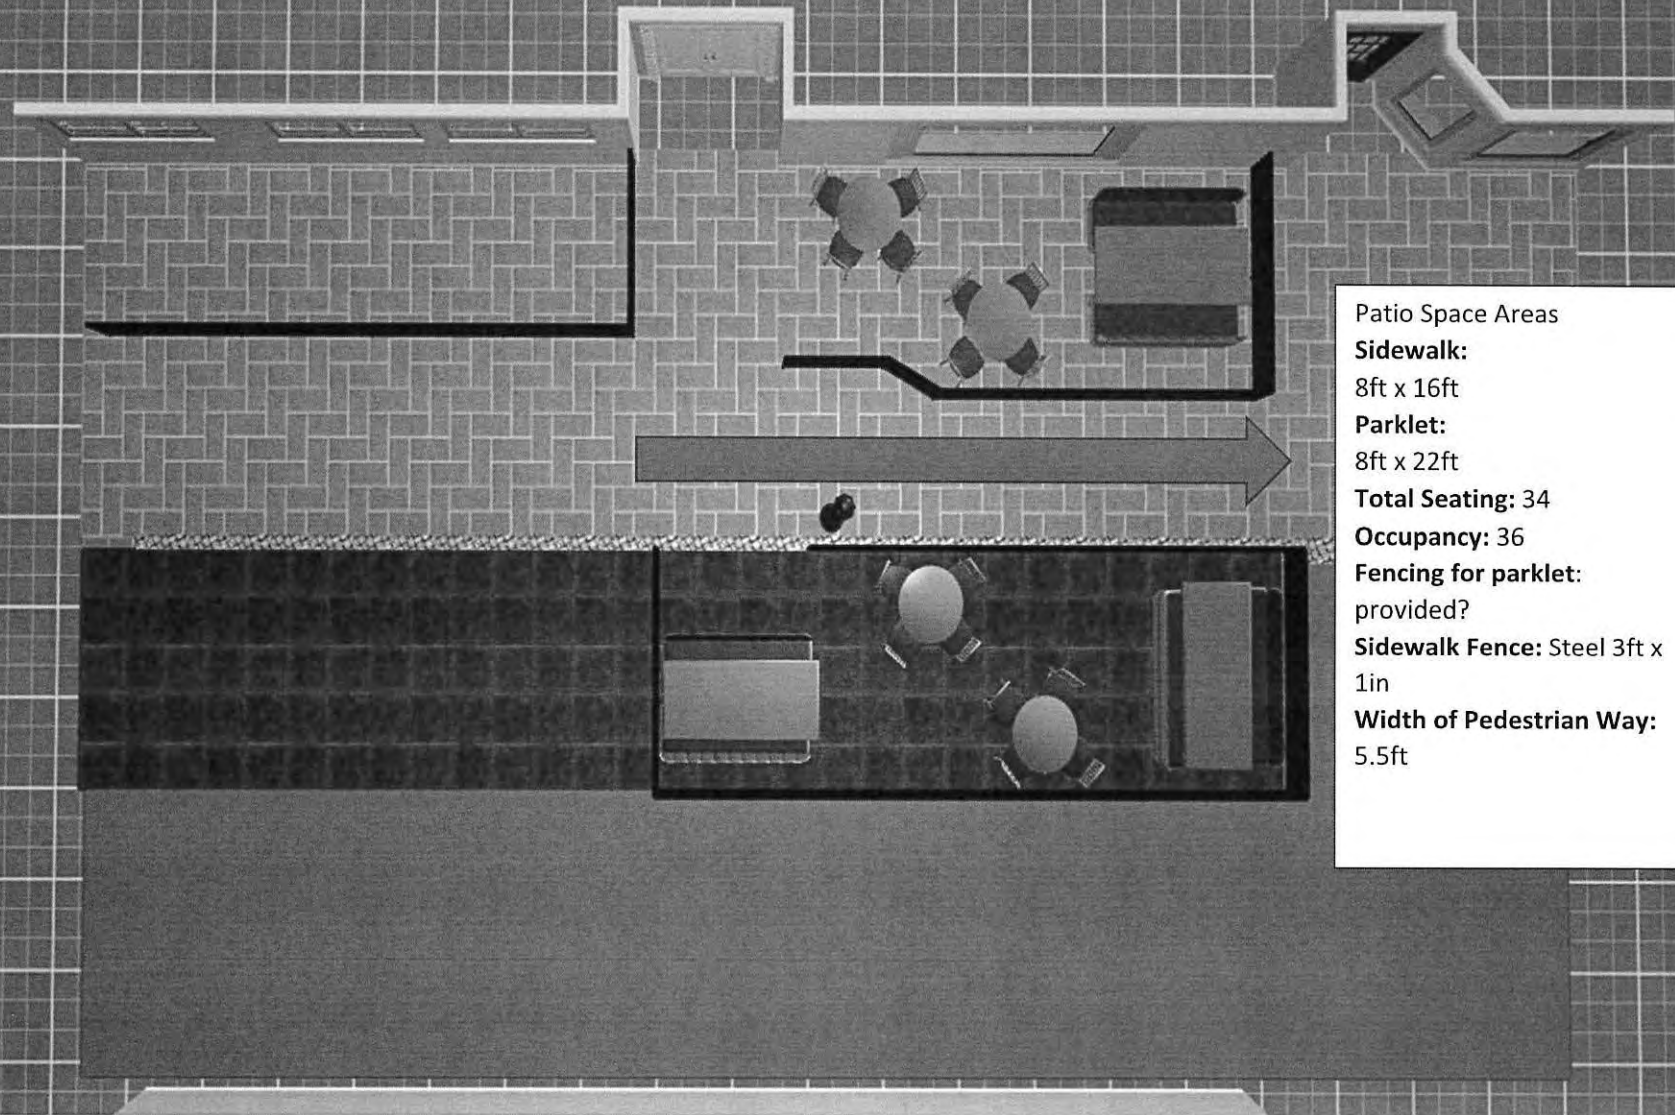 Patio Space Areas
Sidewalk:
8ft x 16ft
Parklet:
8ft x 22ft
Total Seating: 34
Occupancy: 36
Fencing for parklet:
provided?
Sidewalk Fence: Steel 3ft x
1in
Width of Pedestrian Way:
5.5ft